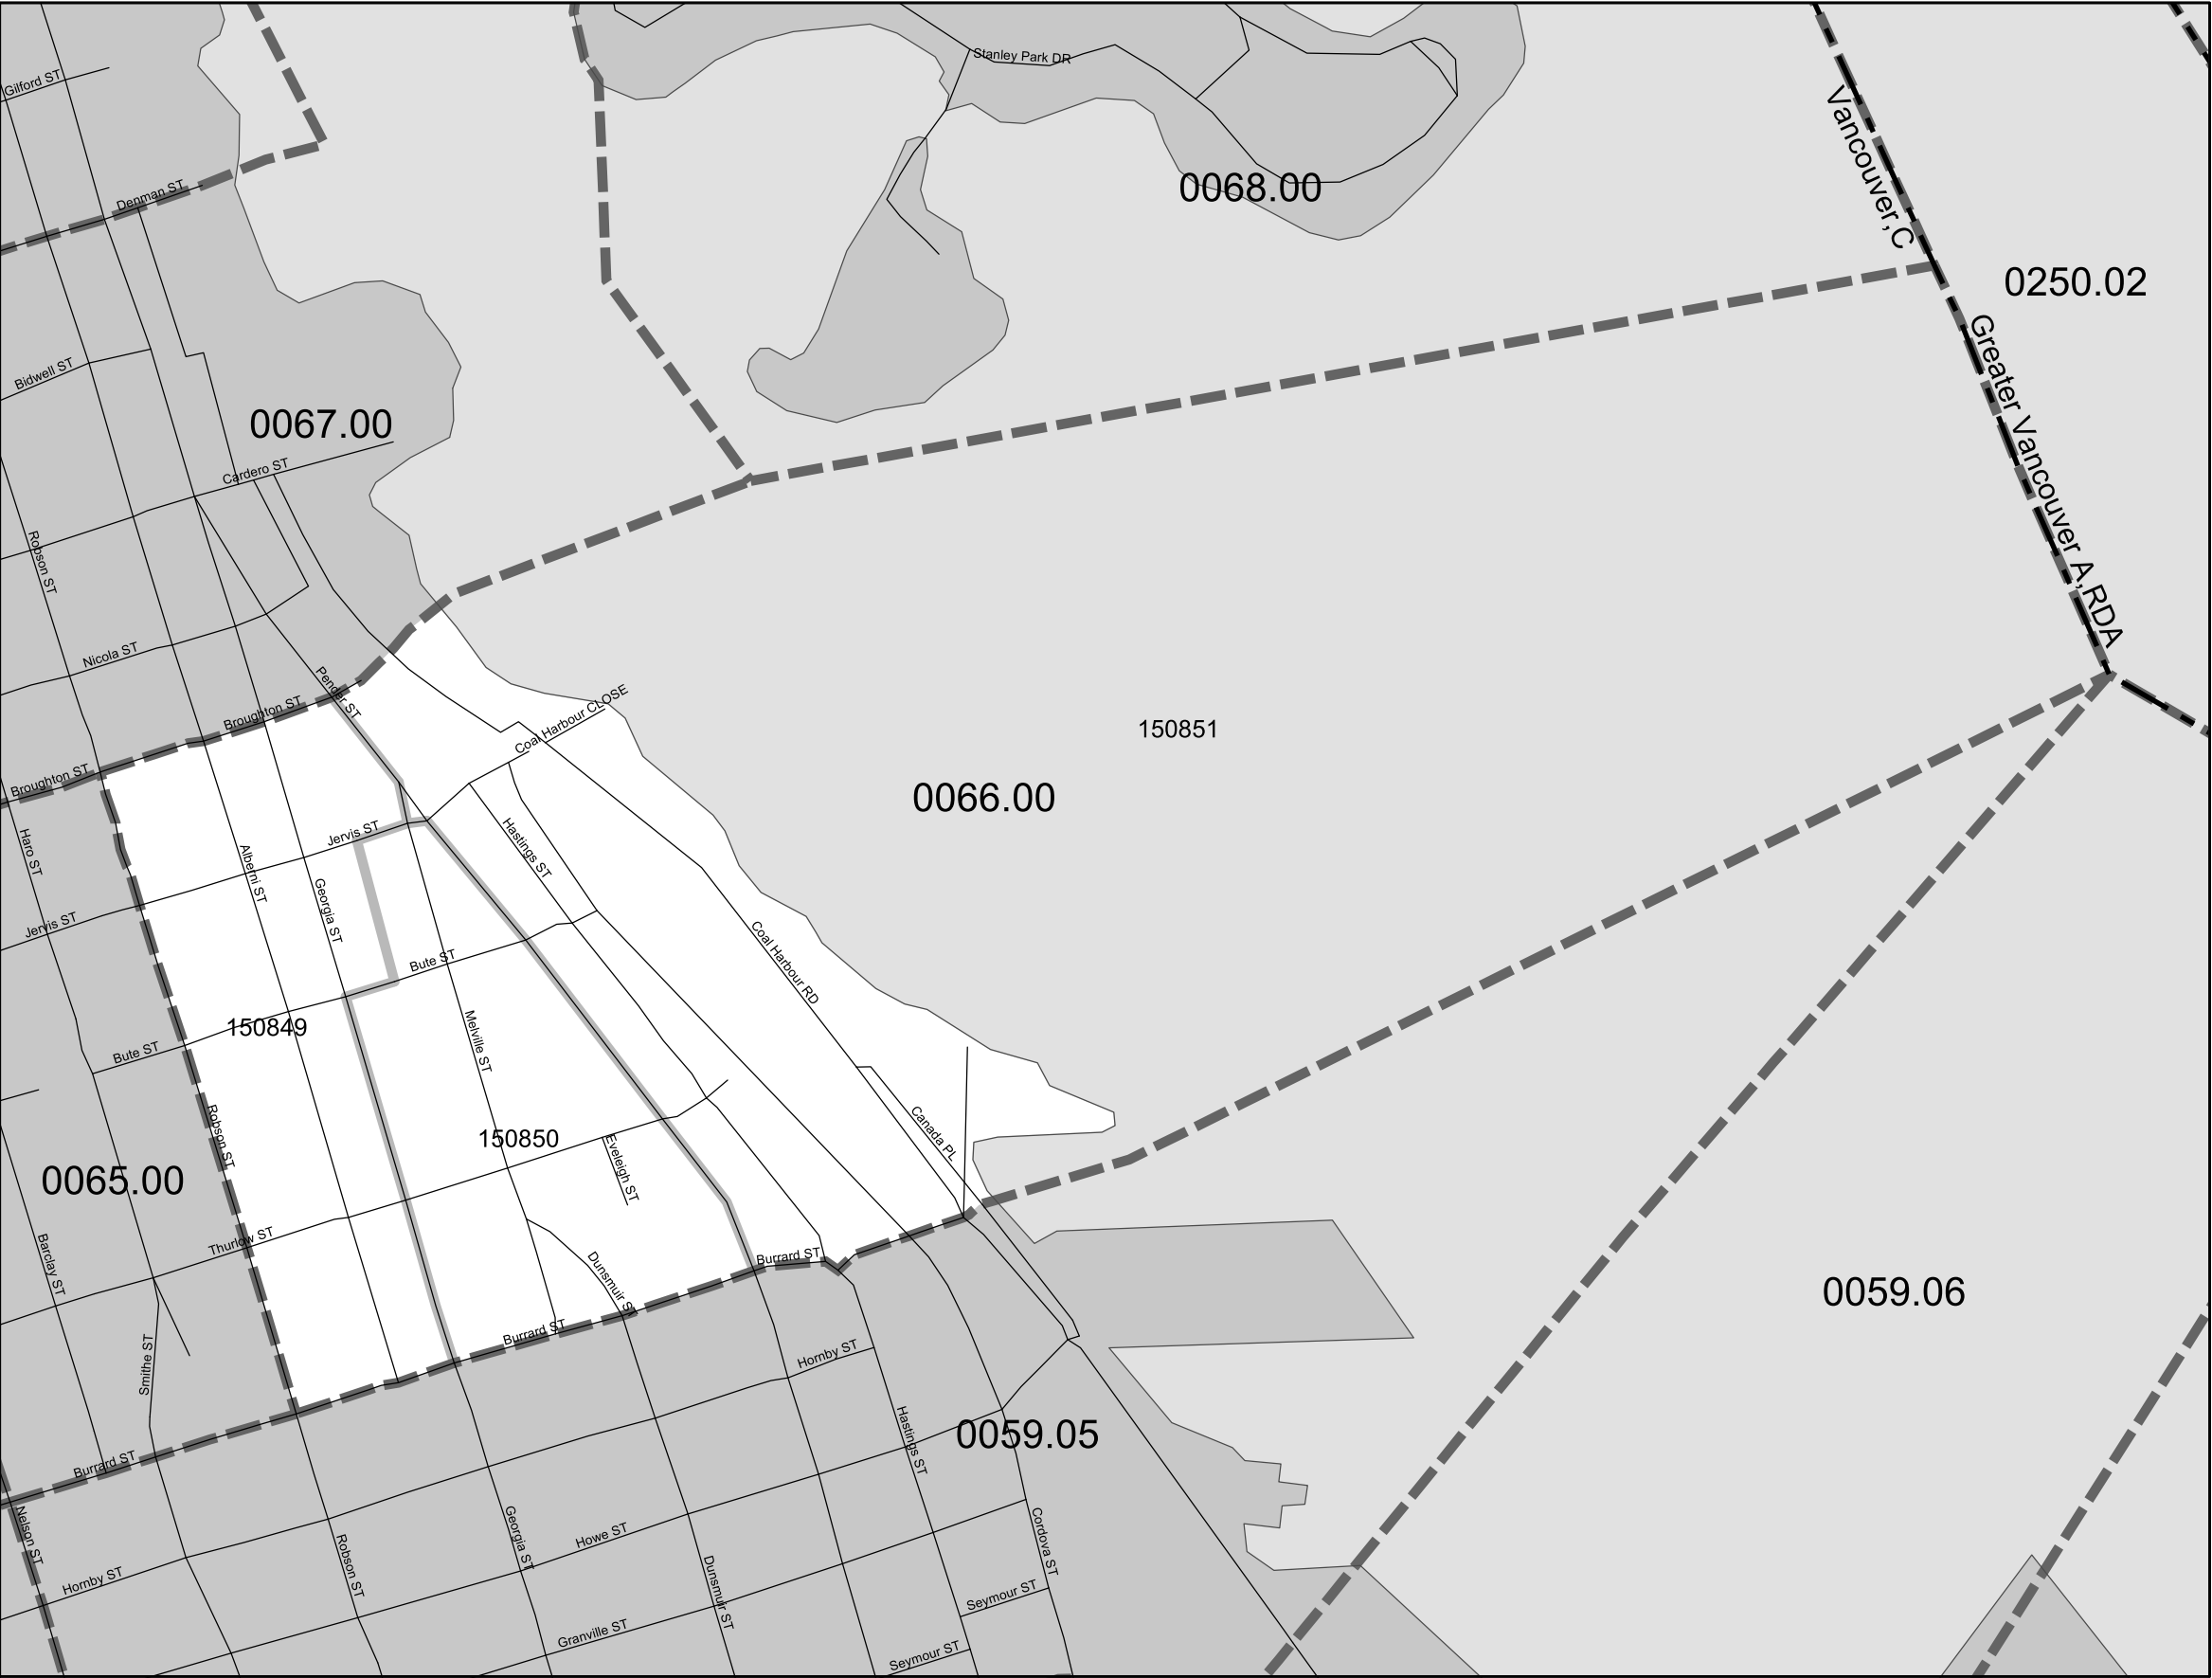 Stanley Park DR
Gilford ST
Vancouver,C
0068.00
Denman ST
0250.02
Bidwell ST
Greater Vancouver A,RDA
0067.00
Cardero ST
Robson ST
Nicola ST
Pender ST
Broughton ST
Coal Harbour CLOSE
150851
Broughton ST
0066.00
Haro ST
Jervis ST
Hastings ST
Alberni ST
Georgia ST
Jervis ST
Coal Harbour RD
Bute ST
150849
Melville ST
Bute ST
Robson ST
Canada PL
150850
Eveleigh ST
0065.00
Thurlow ST
Barclay ST
Burrard ST
Dunsmuir ST
0059.06
Smithe ST
Burrard ST
Hornby ST
Hastings ST
0059.05
Burrard ST
Nelson ST
Georgia ST
Howe ST
Cordova ST
Robson ST
Hornby ST
Dunsmuir ST
Seymour ST
Granville ST
Seymour ST